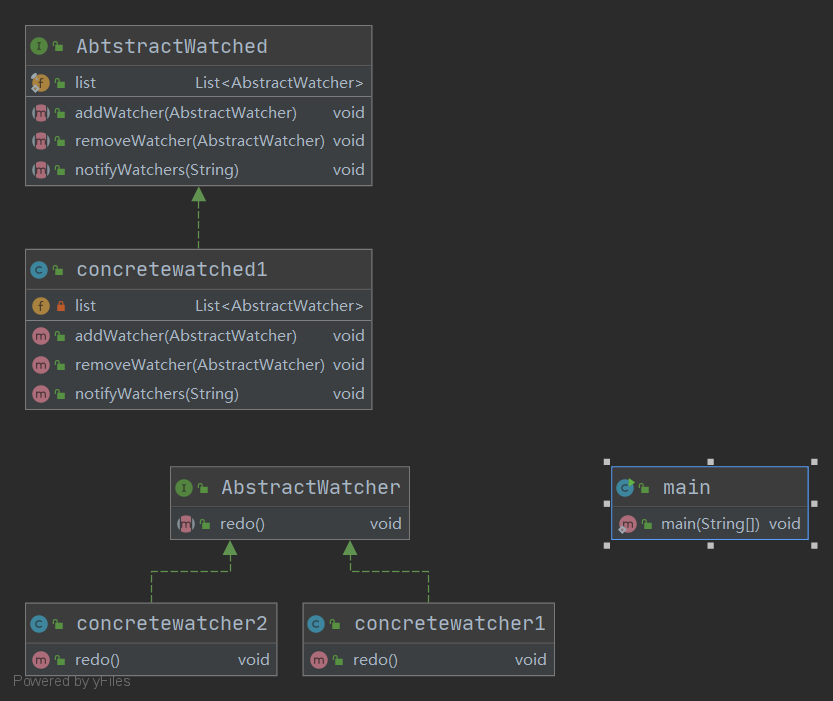 AbtstractWatched
list List<AbstractWatcher>
addWatcher(AbstractWatcher) void
removeWatcher(AbstractWatcher) void
notifyWatchers(String) void
concretewatched1
list List<AbstractWatcher>
addWatcher(AbstractWatcher) void
removeWatcher(AbstractWatcher) void
notifyWatchers(String) void
AbstractWatcher
redo() void
main
main(String[]) void
concretewatcher2
redo() void
concretewatcher1
redo() void
Powered by yFiles